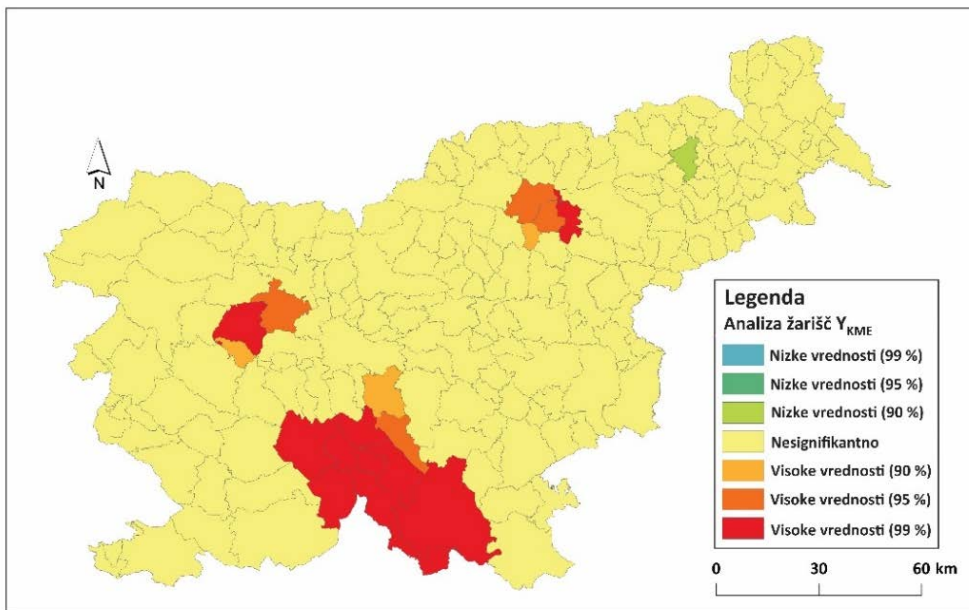 N
Legenda
Analiza žarišč YKME
Nizke vrednosti (99 %)
Nizke vrednosti (95 %)
Nizke vrednosti (90 %)
Nesignifikantno
Visoke vrednosti (90 %)
Visoke vrednosti (95 %)
Visoke vrednosti (99 %)
0 30 60 km